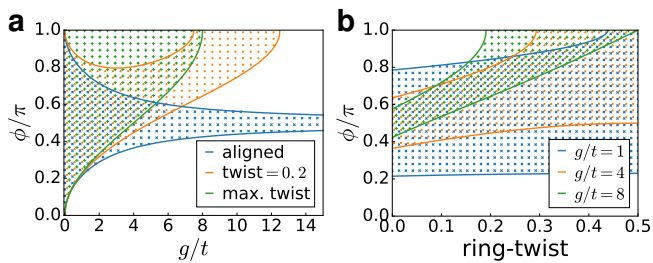 a
1.0
0.8
0.6
0.4
0.2
0.0
ϕ/π
0 2 4 6 8 10 12 14
g/t
aligned
twist = 0.2
max. twist
b
1.0
0.8
0.6
0.4
0.2
0.0
ϕ/π
0.0 0.1 0.2 0.3 0.4 0.5
ring-twist
g/t = 1
g/t = 4
g/t = 8